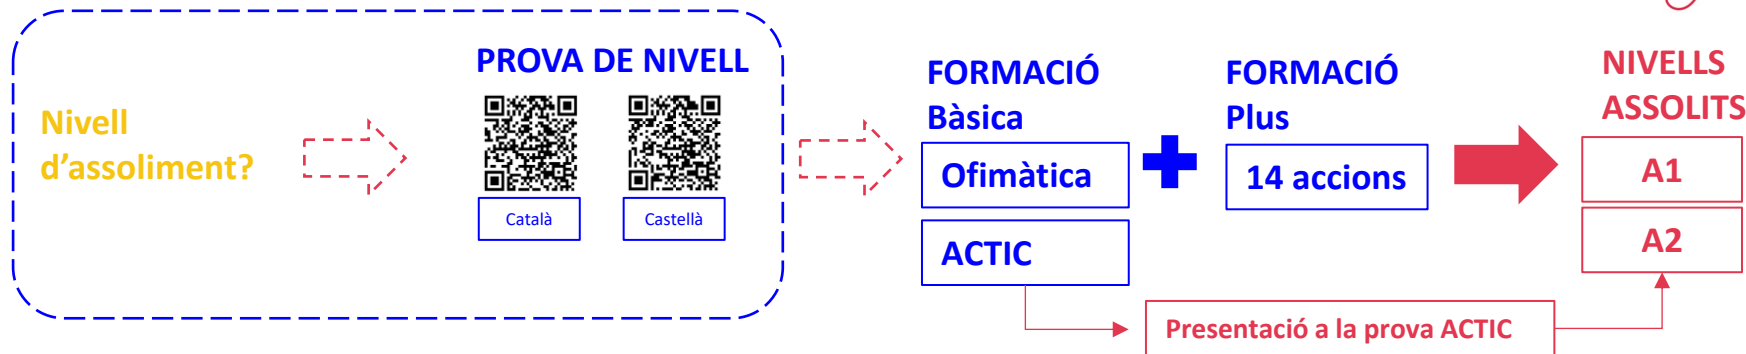 Nivell
d'assoliment?
PROVA DE NIVELL
Català
Castellà
FORMACIÓ
Bàsica
Ofimàtica
ACTIC
FORMACIÓ
Plus
14 accions
NIVELLS
ASSOLITS
A1
A2
Presentació a la prova ACTIC